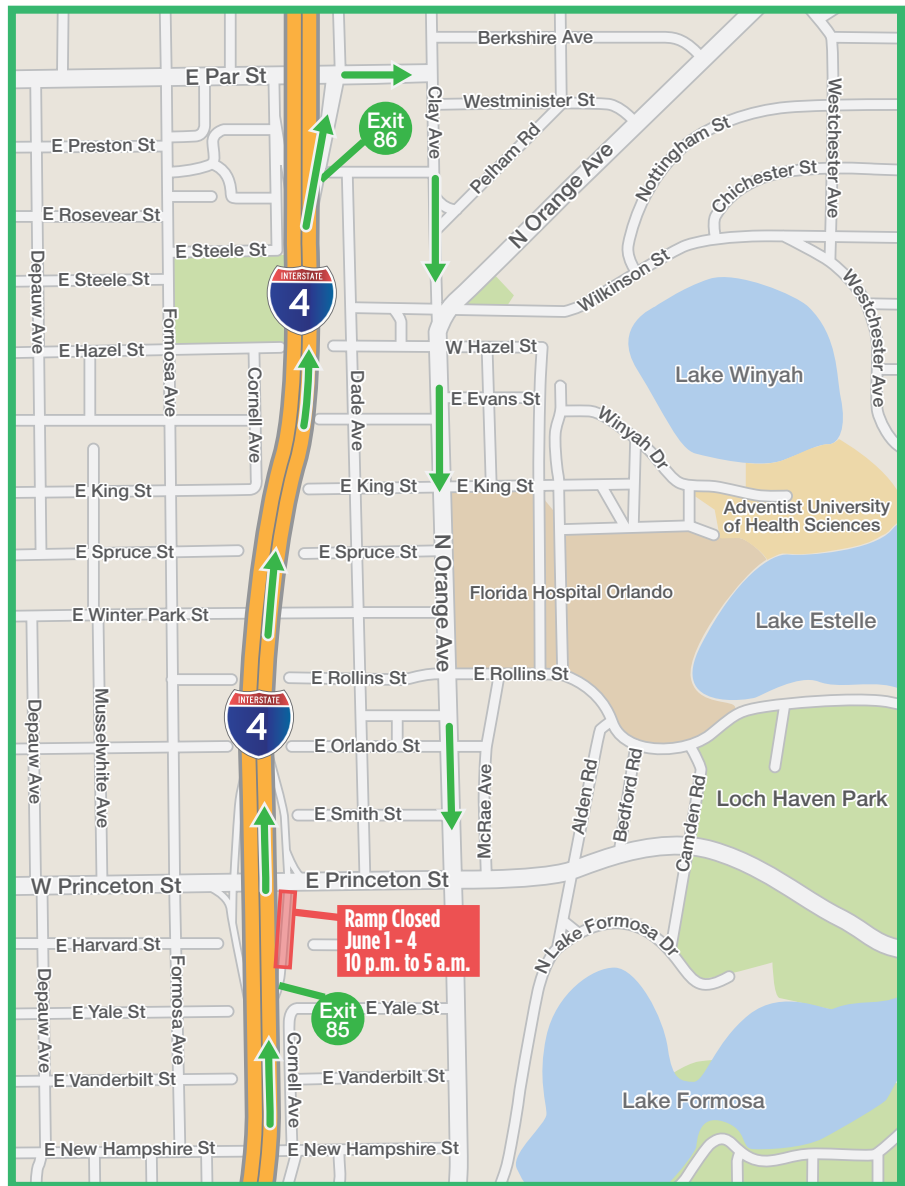 Berkshire Ave
E Par St
Clay Ave
Westminister St
Westchester Ave
Exit
86
Pelham Rd
Nottingham St
E Preston St
N Orange Ave
Chichester St
E Rosevear St
E Steele St
Depauw Ave
E Steele St
INTERSTATE
4
Wilkinson St
Westchester Ave
Formosa Ave
E Hazel St
W Hazel St
Lake Winyah
Cornell Ave
Dade Ave
E Evans St
Winyah Dr
E King St
E King St
E King St
Adventist University
of Health Sciences
E Spruce St
E Spruce St
N Orange Ave
Florida Hospital Orlando
E Winter Park St
Lake Estelle
E Rollins St
E Rollins St
Depauw Ave
Musselwhite Ave
INTERSTATE
4
E Orlando St
McRae Ave
Alden Rd
Bedford Rd
Camden Rd
Loch Haven Park
E Smith St
W Princeton St
E Princeton St
Ramp Closed
June 1 - 4
10 p.m. to 5 a.m.
E Harvard St
N Lake Formosa Dr
Depauw Ave
Formosa Ave
E Yale St
Exit
85
E Yale St
Cornell Ave
E Vanderbilt St
E Vanderbilt St
Lake Formosa
E New Hampshire St
E New Hampshire St